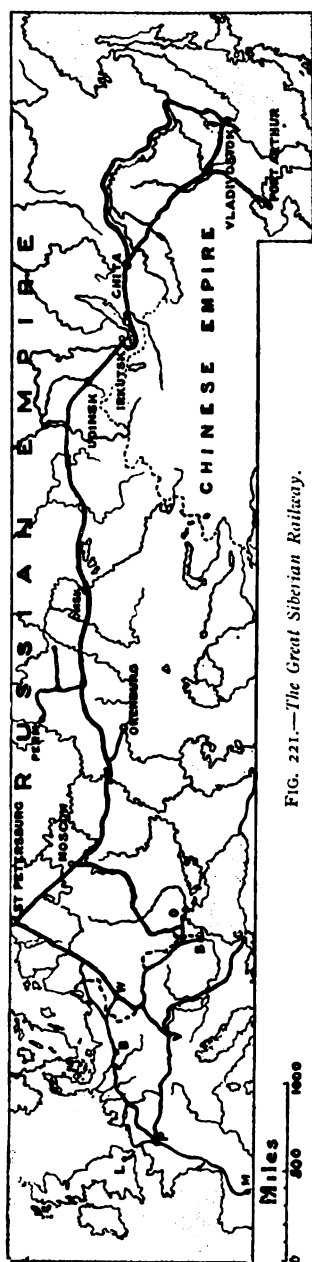 RUSSIAN EMPIRE
CHINESE EMPIRE
ST PETERSBURG
MOSCOW
PERM
ORENBURG
OMSK
UDINSK
IRKUTSK
CHITA
VLADIVOSTOK
PORT ARTHUR
L
P
B
W
V
M
B
O
C
Miles
0 500 1000
FIG. 221.—The Great Siberian Railway.